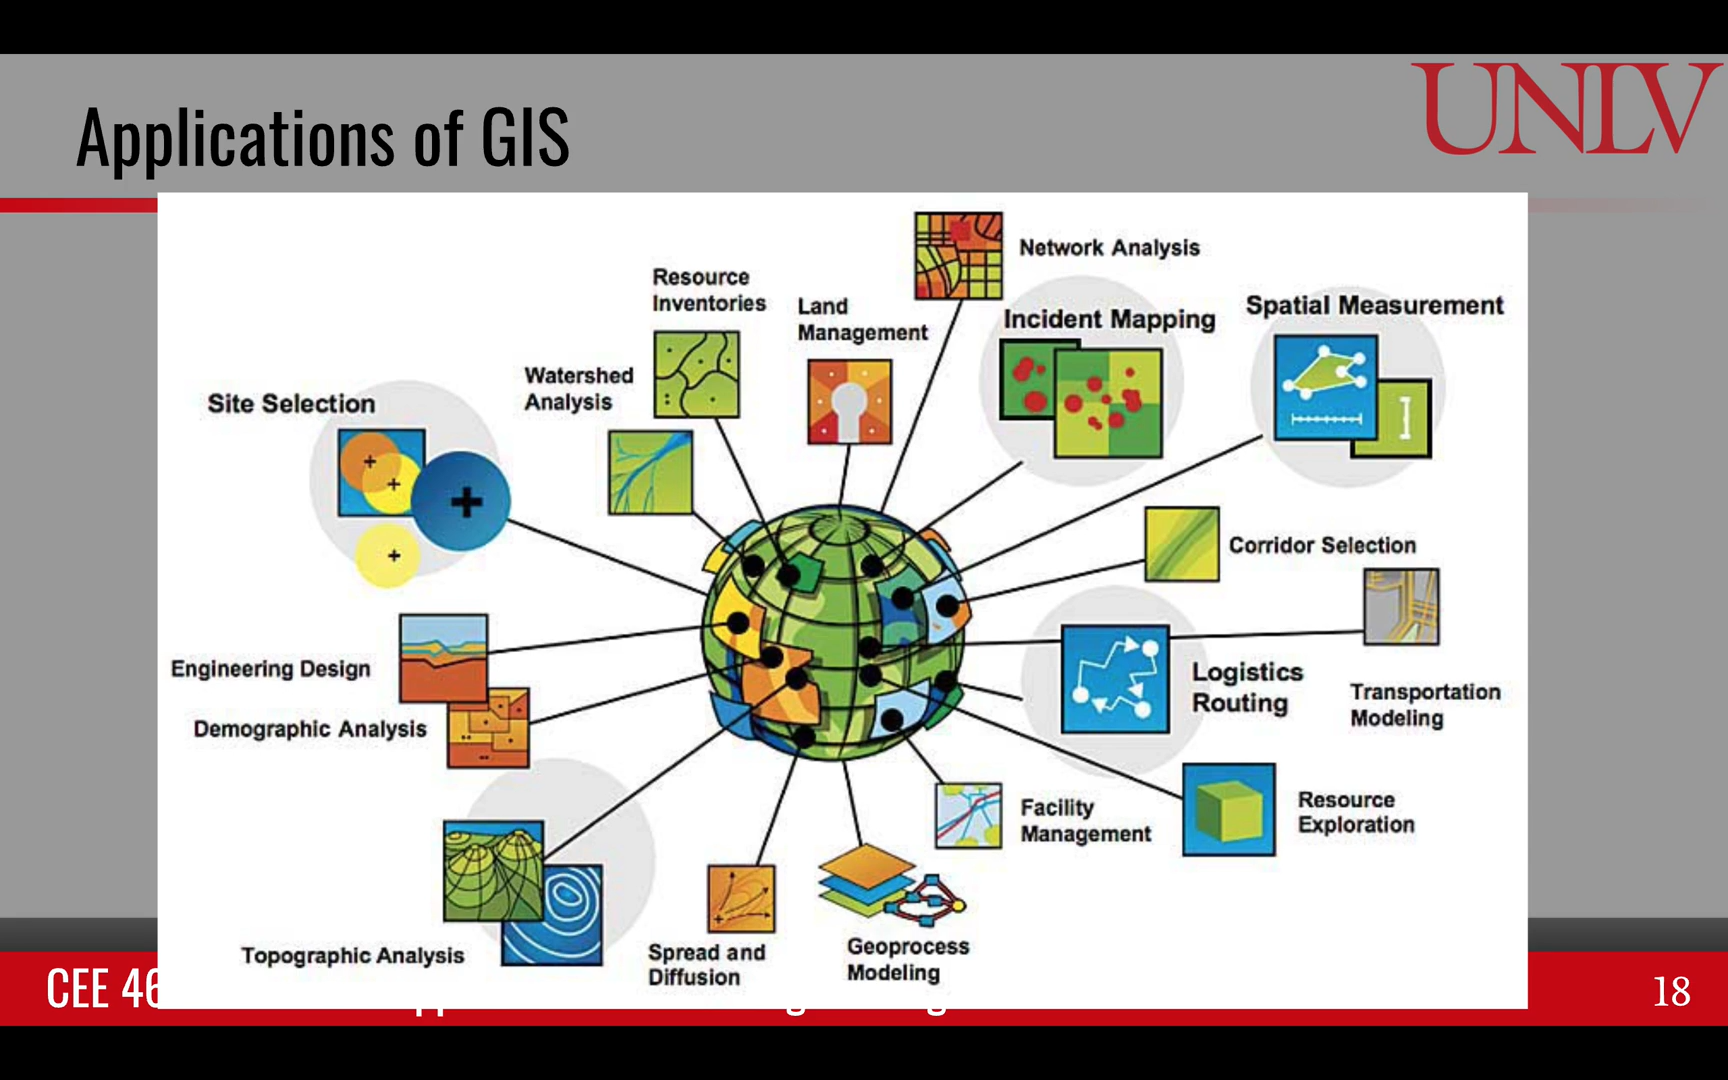 Applications of GIS
UNLV
Network Analysis
Resource
Inventories
Land
Management
Incident Mapping
Spatial Measurement
Watershed
Analysis
Site Selection
Corridor Selection
Engineering Design
Logistics
Routing
Transportation
Modeling
Demographic Analysis
Resource
Exploration
Facility
Management
Topographic Analysis
Spread and
Diffusion
Geoprocess
Modeling
CEE
18